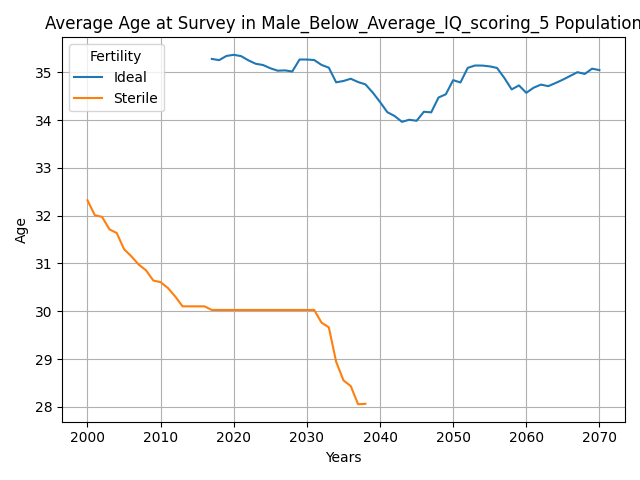 Average Age at Survey in Male_Below_Average_IQ_scoring_5 Population
Fertility
Ideal
Sterile
Age
35
34
33
32
31
30
29
28
2000 2010 2020 2030 2040 2050 2060 2070
Years